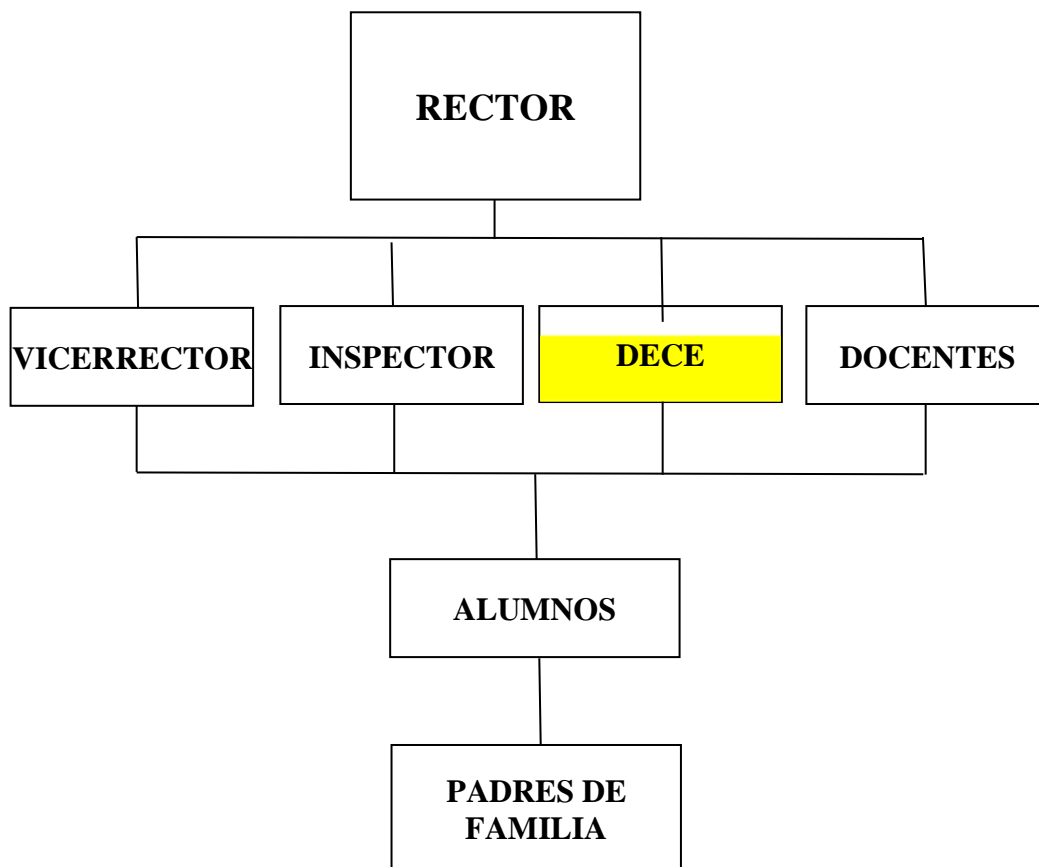 RECTOR
VICERRECTOR
INSPECTOR
DECE
DOCENTES
ALUMNOS
PADRES DE
FAMILIA